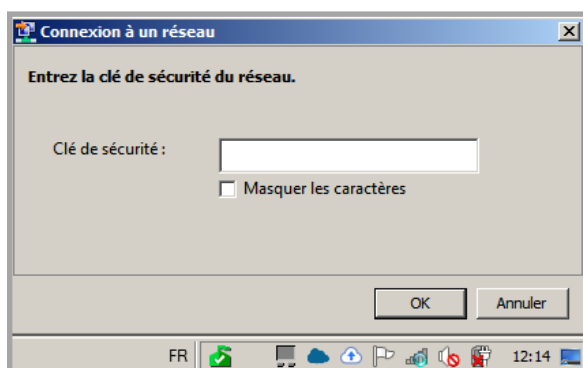 Connexion à un réseau
Entrez la clé de sécurité du réseau.
Clé de sécurité :
Masquer les caractères
OK Annuler
FR 12:14